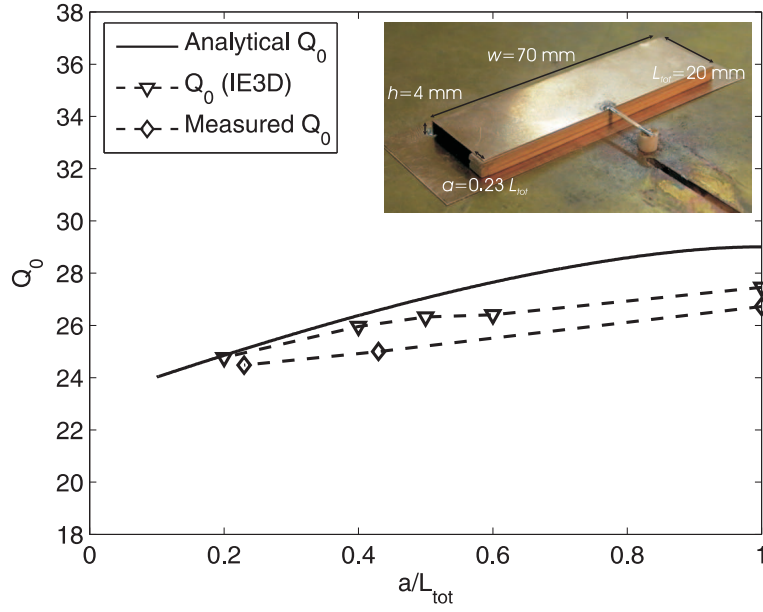 38
36
34
32
30
28
26
24
22
20
18
Q0
Analytical Q0
Q0 (IE3D)
Measured Q0
w=70 mm
Ltot=20 mm
h=4 mm
a=0.23 Ltot
0
0.2
0.4
0.6
0.8
1
a/Ltot